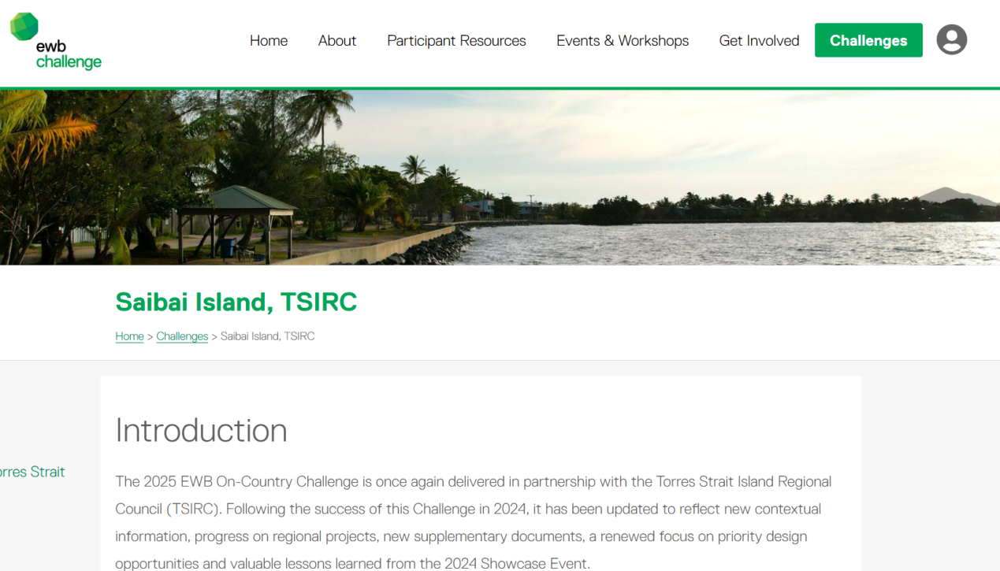 ewb
challenge
Home About Participant Resources Events & Workshops Get Involved Challenges
Saibai Island, TSIRC
Home > Challenges > Saibai Island, TSIRC
Introduction
Strait
The 2025 EWB On-Country Challenge is once again delivered in partnership with the Torres Strait Island Regional
Council (TSIRC). Following the success of this Challenge in 2024, it has been updated to reflect new contextual
information, progress on regional projects, new supplementary documents, a renewed focus on priority design
opportunities and valuable lessons learned from the 2024 Showcase Event.